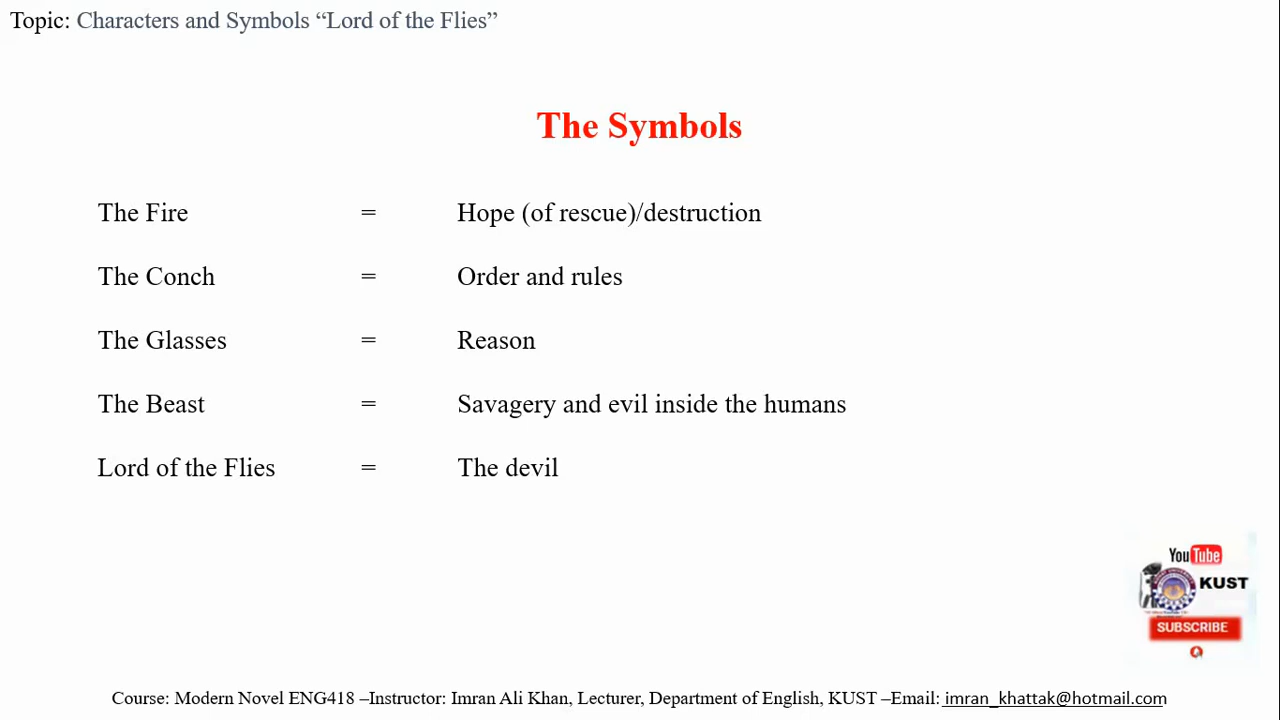 Topic: Characters and Symbols “Lord of the Flies”
The Symbols
The Fire = Hope (of rescue)/destruction
The Conch = Order and rules
The Glasses = Reason
The Beast = Savagery and evil inside the humans
Lord of the Flies = The devil
YouTube
KUST
SUBSCRIBE
Course: Modern Novel ENG418 –Instructor: Imran Ali Khan, Lecturer, Department of English, KUST –Email: imran_khattak@hotmail.com